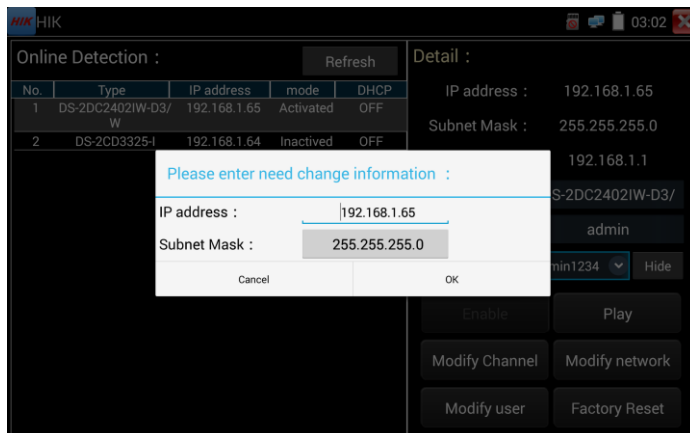 HIK HIK 03:02
Online Detection :
Refresh
No. Type IP address mode DHCP
1 DS-2DC2402IW-D3/W 192.168.1.65 Activated OFF
2 DS-2CD3325-I 192.168.1.64 Inactived OFF
Detail :
IP address : 192.168.1.65
Subnet Mask : 255.255.255.0
192.168.1.1
S-2DC2402IW-D3/
admin
min1234 Hide
Enable Play
Modify Channel Modify network
Modify user Factory Reset
Please enter need change information :
IP address : 192.168.1.65
Subnet Mask : 255.255.255.0
Cancel OK